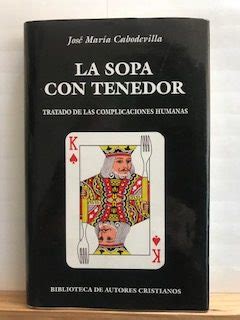 José María Cabodevilla
LA SOPA
CON TENEDOR
TRATADO DE LAS COMPLICACIONES HUMANAS
K
K
BIBLIOTECA DE AUTORES CRISTIANOS